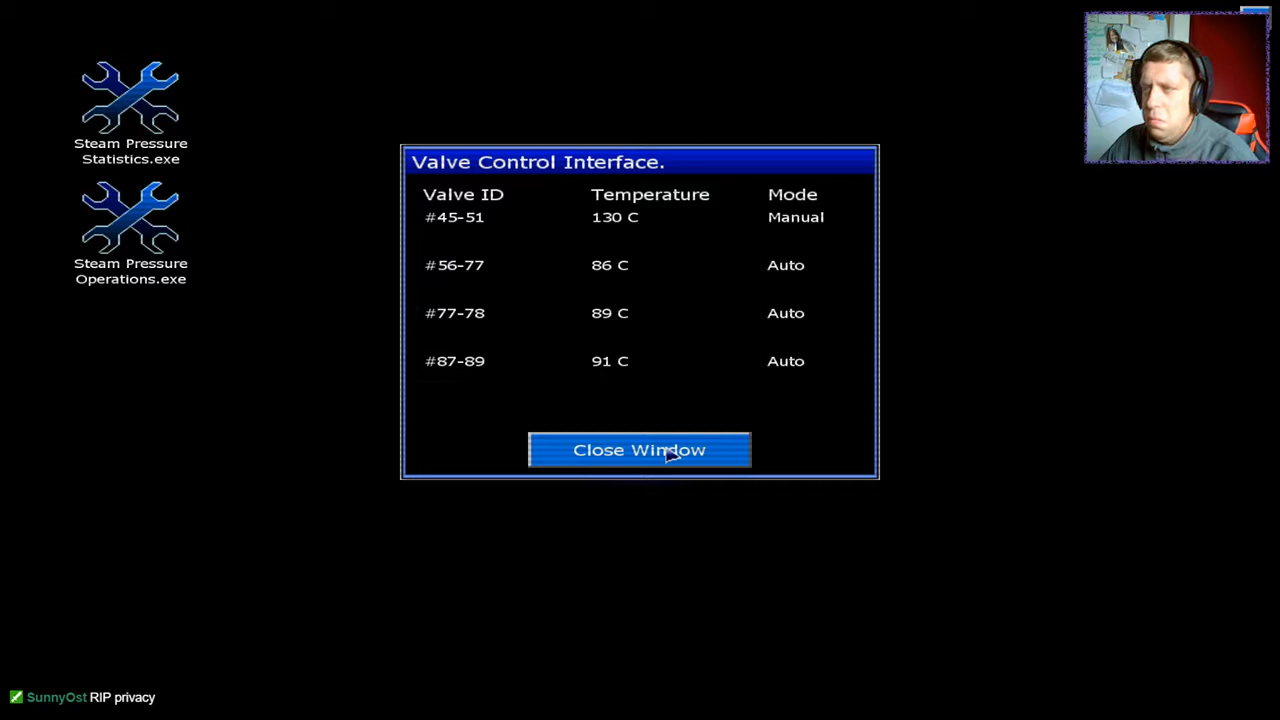 Steam Pressure
Statistics.exe
Steam Pressure
Operations.exe
Valve Control Interface.
Valve ID Temperature Mode
#45-51 130 C Manual
#56-77 86 C Auto
#77-78 89 C Auto
#87-89 91 C Auto
Close Window
SunnyOst RIP privacy